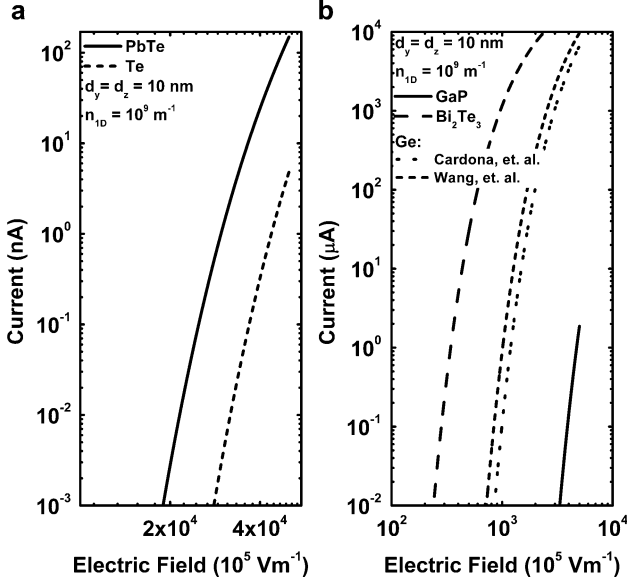 a
PbTe
Te
d_y = d_z = 10 nm
n_1D = 10^9 m^-1
10^2
10^1
10^0
10^-1
10^-2
10^-3
Current (nA)
2x10^4 4x10^4
Electric Field (10^5 Vm^-1)
b
d_y = d_z = 10 nm
n_1D = 10^9 m^-1
GaP
Bi_2Te_3
Ge:
Cardona, et. al.
Wang, et. al.
10^4
10^3
10^2
10^1
10^0
10^-1
10^-2
Current (μA)
10^2 10^3 10^4
Electric Field (10^5 Vm^-1)